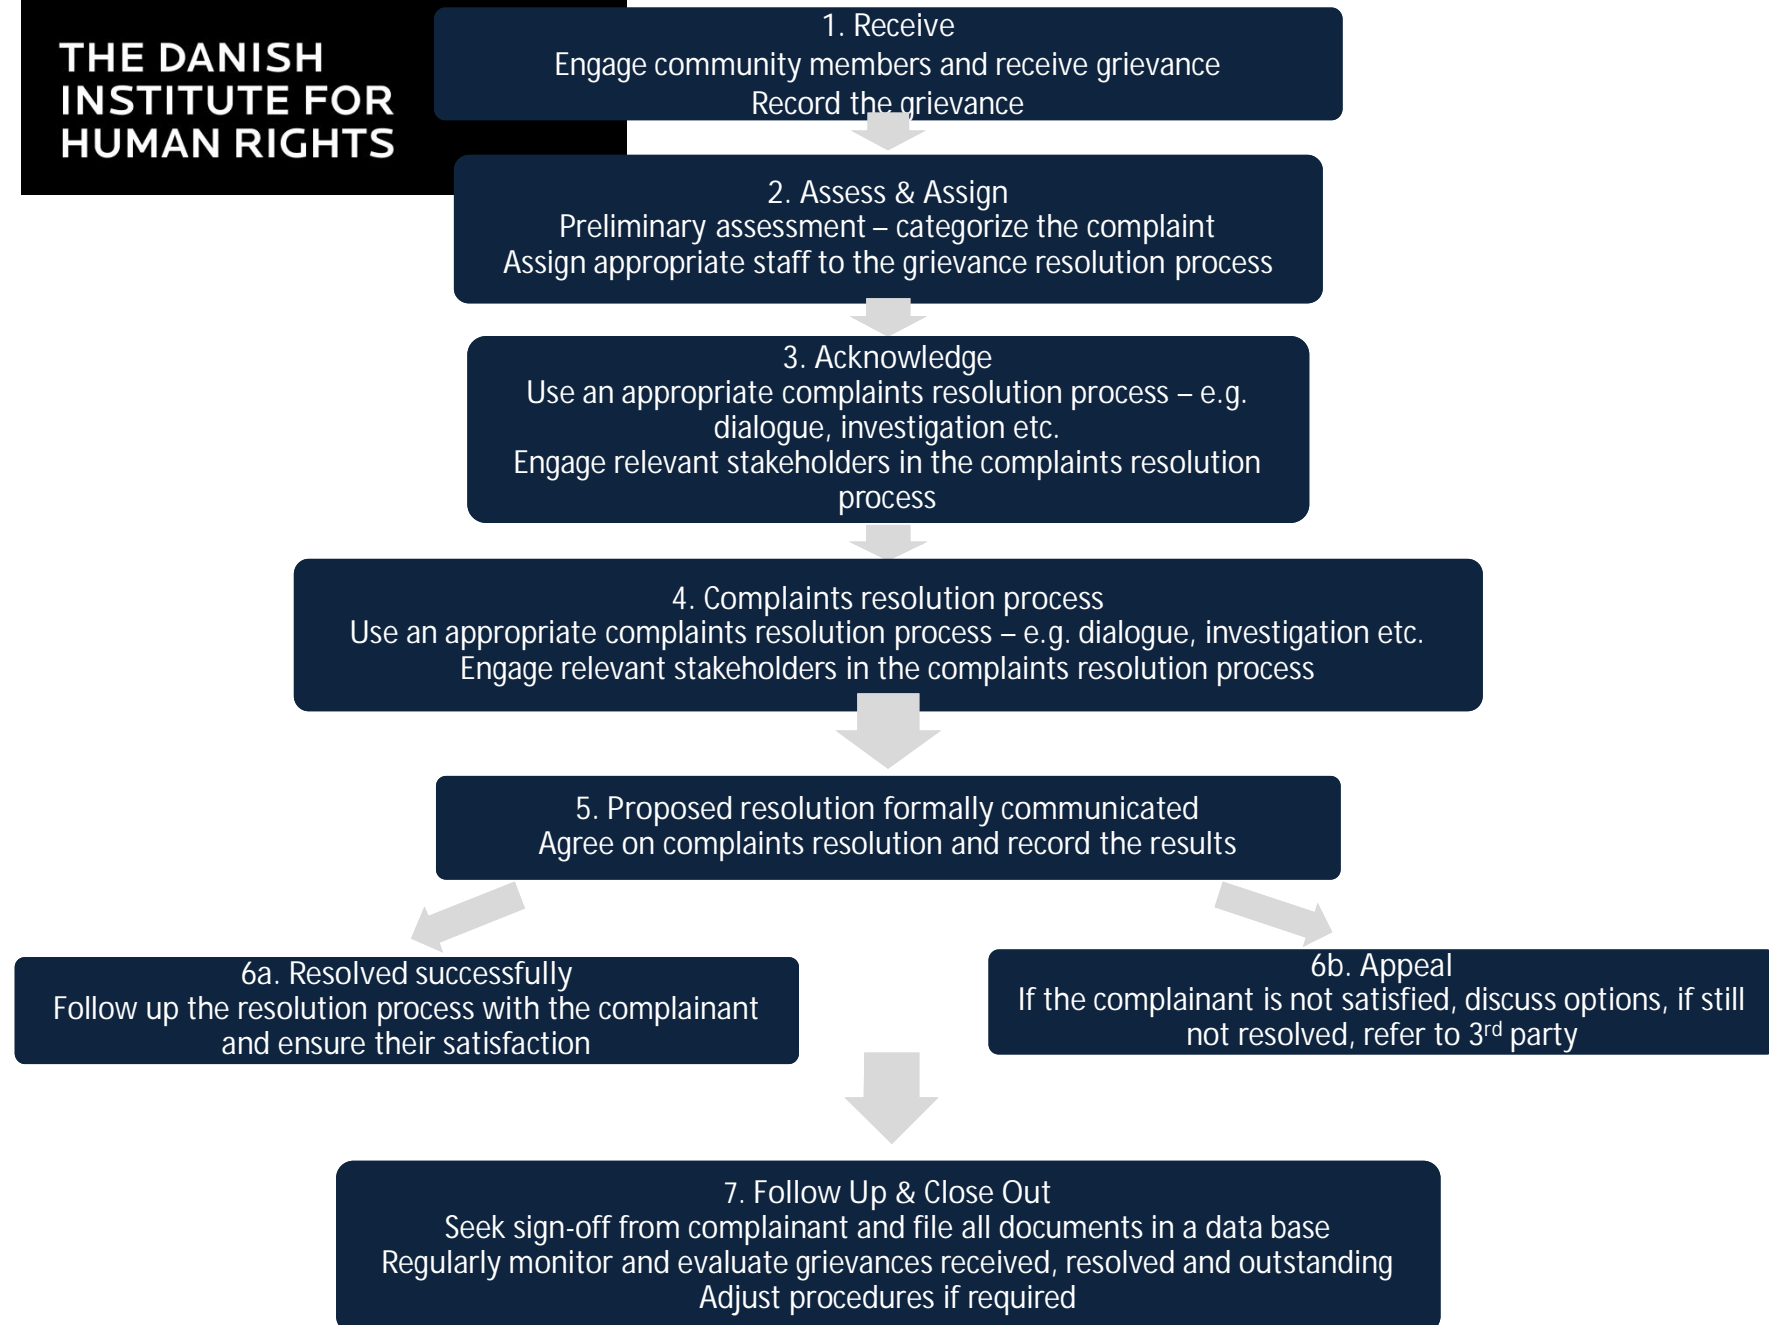 THE DANISH
INSTITUTE FOR
HUMAN RIGHTS
1. Receive
Engage community members and receive grievance
Record the grievance
2. Assess & Assign
Preliminary assessment – categorize the complaint
Assign appropriate staff to the grievance resolution process
3. Acknowledge
Use an appropriate complaints resolution process – e.g.
dialogue, investigation etc.
Engage relevant stakeholders in the complaints resolution
process
4. Complaints resolution process
Use an appropriate complaints resolution process – e.g. dialogue, investigation etc.
Engage relevant stakeholders in the complaints resolution process
5. Proposed resolution formally communicated
Agree on complaints resolution and record the results
6a. Resolved successfully
Follow up the resolution process with the complainant
and ensure their satisfaction
6b. Appeal
If the complainant is not satisfied, discuss options, if still
not resolved, refer to 3rd party
7. Follow Up & Close Out
Seek sign-off from complainant and file all documents in a data base
Regularly monitor and evaluate grievances received, resolved and outstanding
Adjust procedures if required